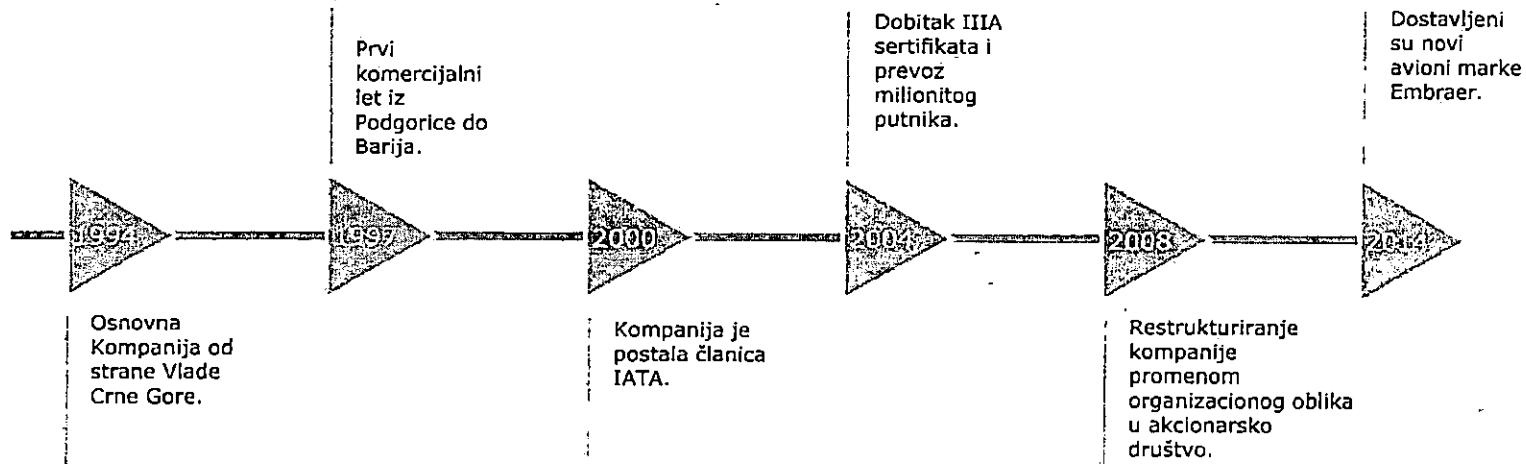 Prvi
komercijalni
let iz
Podgorice do
Barija.
Dobitak IIIA
sertifikata i
prevoz
milionitog
putnika.
Dostavljeni
su novi
avioni marke
Embraer.
1994
1997
2000
2004
2008
2014
Osnovna
Kompanija od
strane Vlade
Crne Gore.
Kompanija je
postala članica
IATA.
Restrukturiranje
kompanije
promenom
organizacionog oblika
u akcionarsko
društvo.